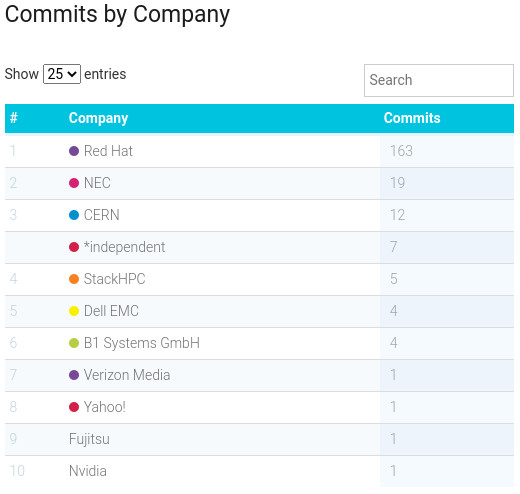 Commits by Company
Show 25 entries
Search
# Company Commits
1 Red Hat 163
2 NEC 19
3 CERN 12
*independent 7
4 StackHPC 5
5 Dell EMC 4
6 B1 Systems GmbH 4
7 Verizon Media 1
8 Yahoo! 1
9 Fujitsu 1
10 Nvidia 1